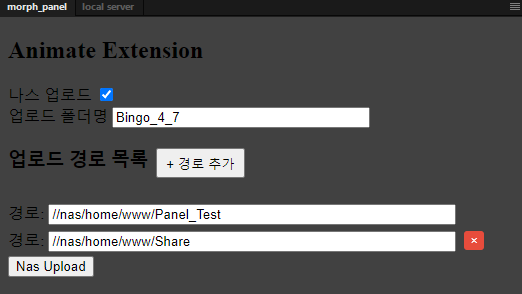 morph_panel local server
Animate Extension
나스 업로드
업로드 폴더명 Bingo_4_7
업로드 경로 목록 + 경로 추가
경로: //nas/home/www/Panel_Test
경로: //nas/home/www/Share ×
Nas Upload